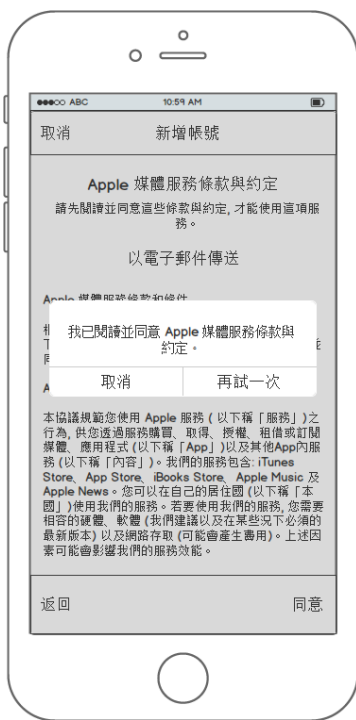 ABC 10:59 AM
取消 新增帳號
Apple 媒體服務條款與約定
請先閱讀並同意這些條款與約定, 才能使用這項服
務。
以電子郵件傳送
Apple 媒體服務條款和條件
我已閱讀並同意 Apple 媒體服務條款與
約定。
取消 再試一次
本協議規範您使用 Apple 服務 ( 以下稱「服務」)之
行為, 供您透過服務購買、取得、授權、租借或訂閱
媒體、應用程式 (以下稱「App」)以及其他App內服
務 (以下稱「內容」)。我們的服務包含: iTunes
Store、App Store、iBooks Store、Apple Music 及
Apple News。您可以在自己的居住國 (以下稱「本
國」)使用我們的服務。若要使用我們的服務, 您需要
相容的硬體、軟體 (我們建議以及在某些況下必須的
最新版本) 以及網路存取 (可能會產生費用)。上述因
素可能會影響我們的服務效能。
返回 同意